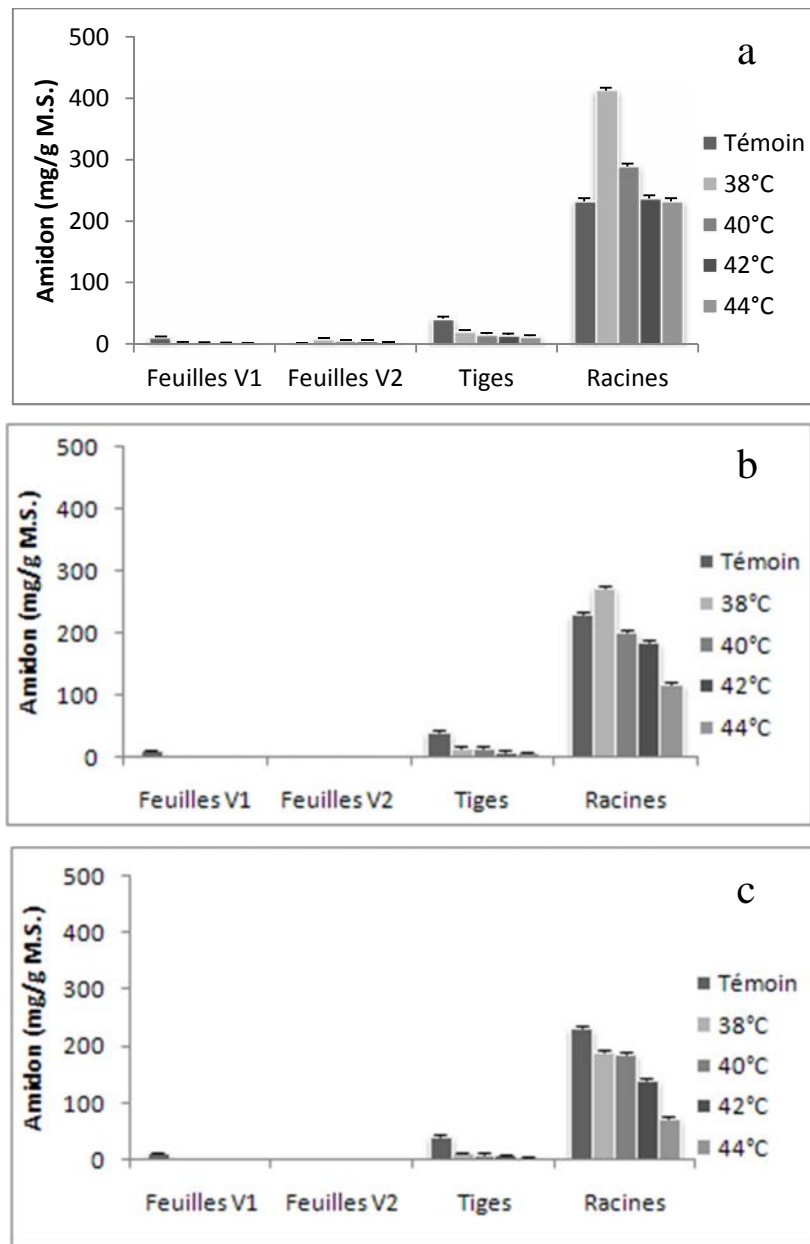 a
Amidon (mg/g M.S.)
500
400
300
200
100
0
Feuilles V1
Feuilles V2
Tiges
Racines
Témoin
38°C
40°C
42°C
44°C
b
Amidon (mg/g M.S.)
500
400
300
200
100
0
Feuilles V1
Feuilles V2
Tiges
Racines
Témoin
38°C
40°C
42°C
44°C
c
Amidon (mg/g M.S.)
500
400
300
200
100
0
Feuilles V1
Feuilles V2
Tiges
Racines
Témoin
38°C
40°C
42°C
44°C